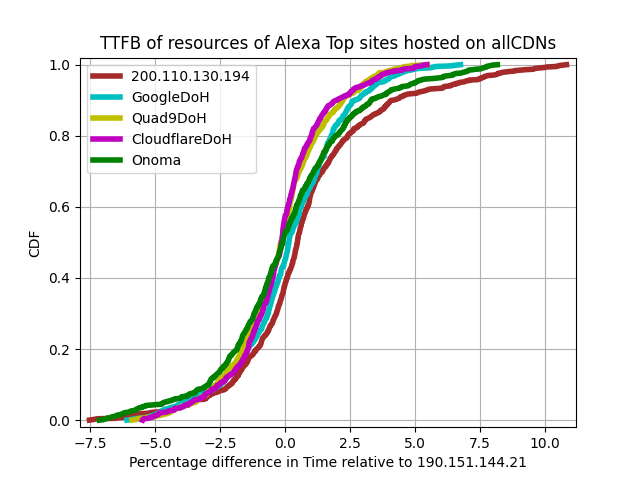 TTFB of resources of Alexa Top sites hosted on allCDNs
CDF
1.0
0.8
0.6
0.4
0.2
0.0
200.110.130.194
GoogleDoH
Quad9DoH
CloudflareDoH
Onoma
−7.5 −5.0 −2.5 0.0 2.5 5.0 7.5 10.0
Percentage difference in Time relative to 190.151.144.21